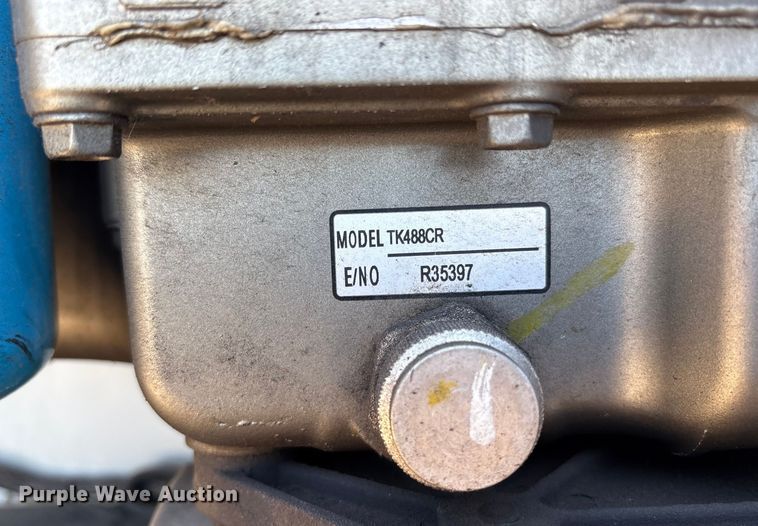 MODEL TK488CR
E/NO R35397
Purple Wave Auction